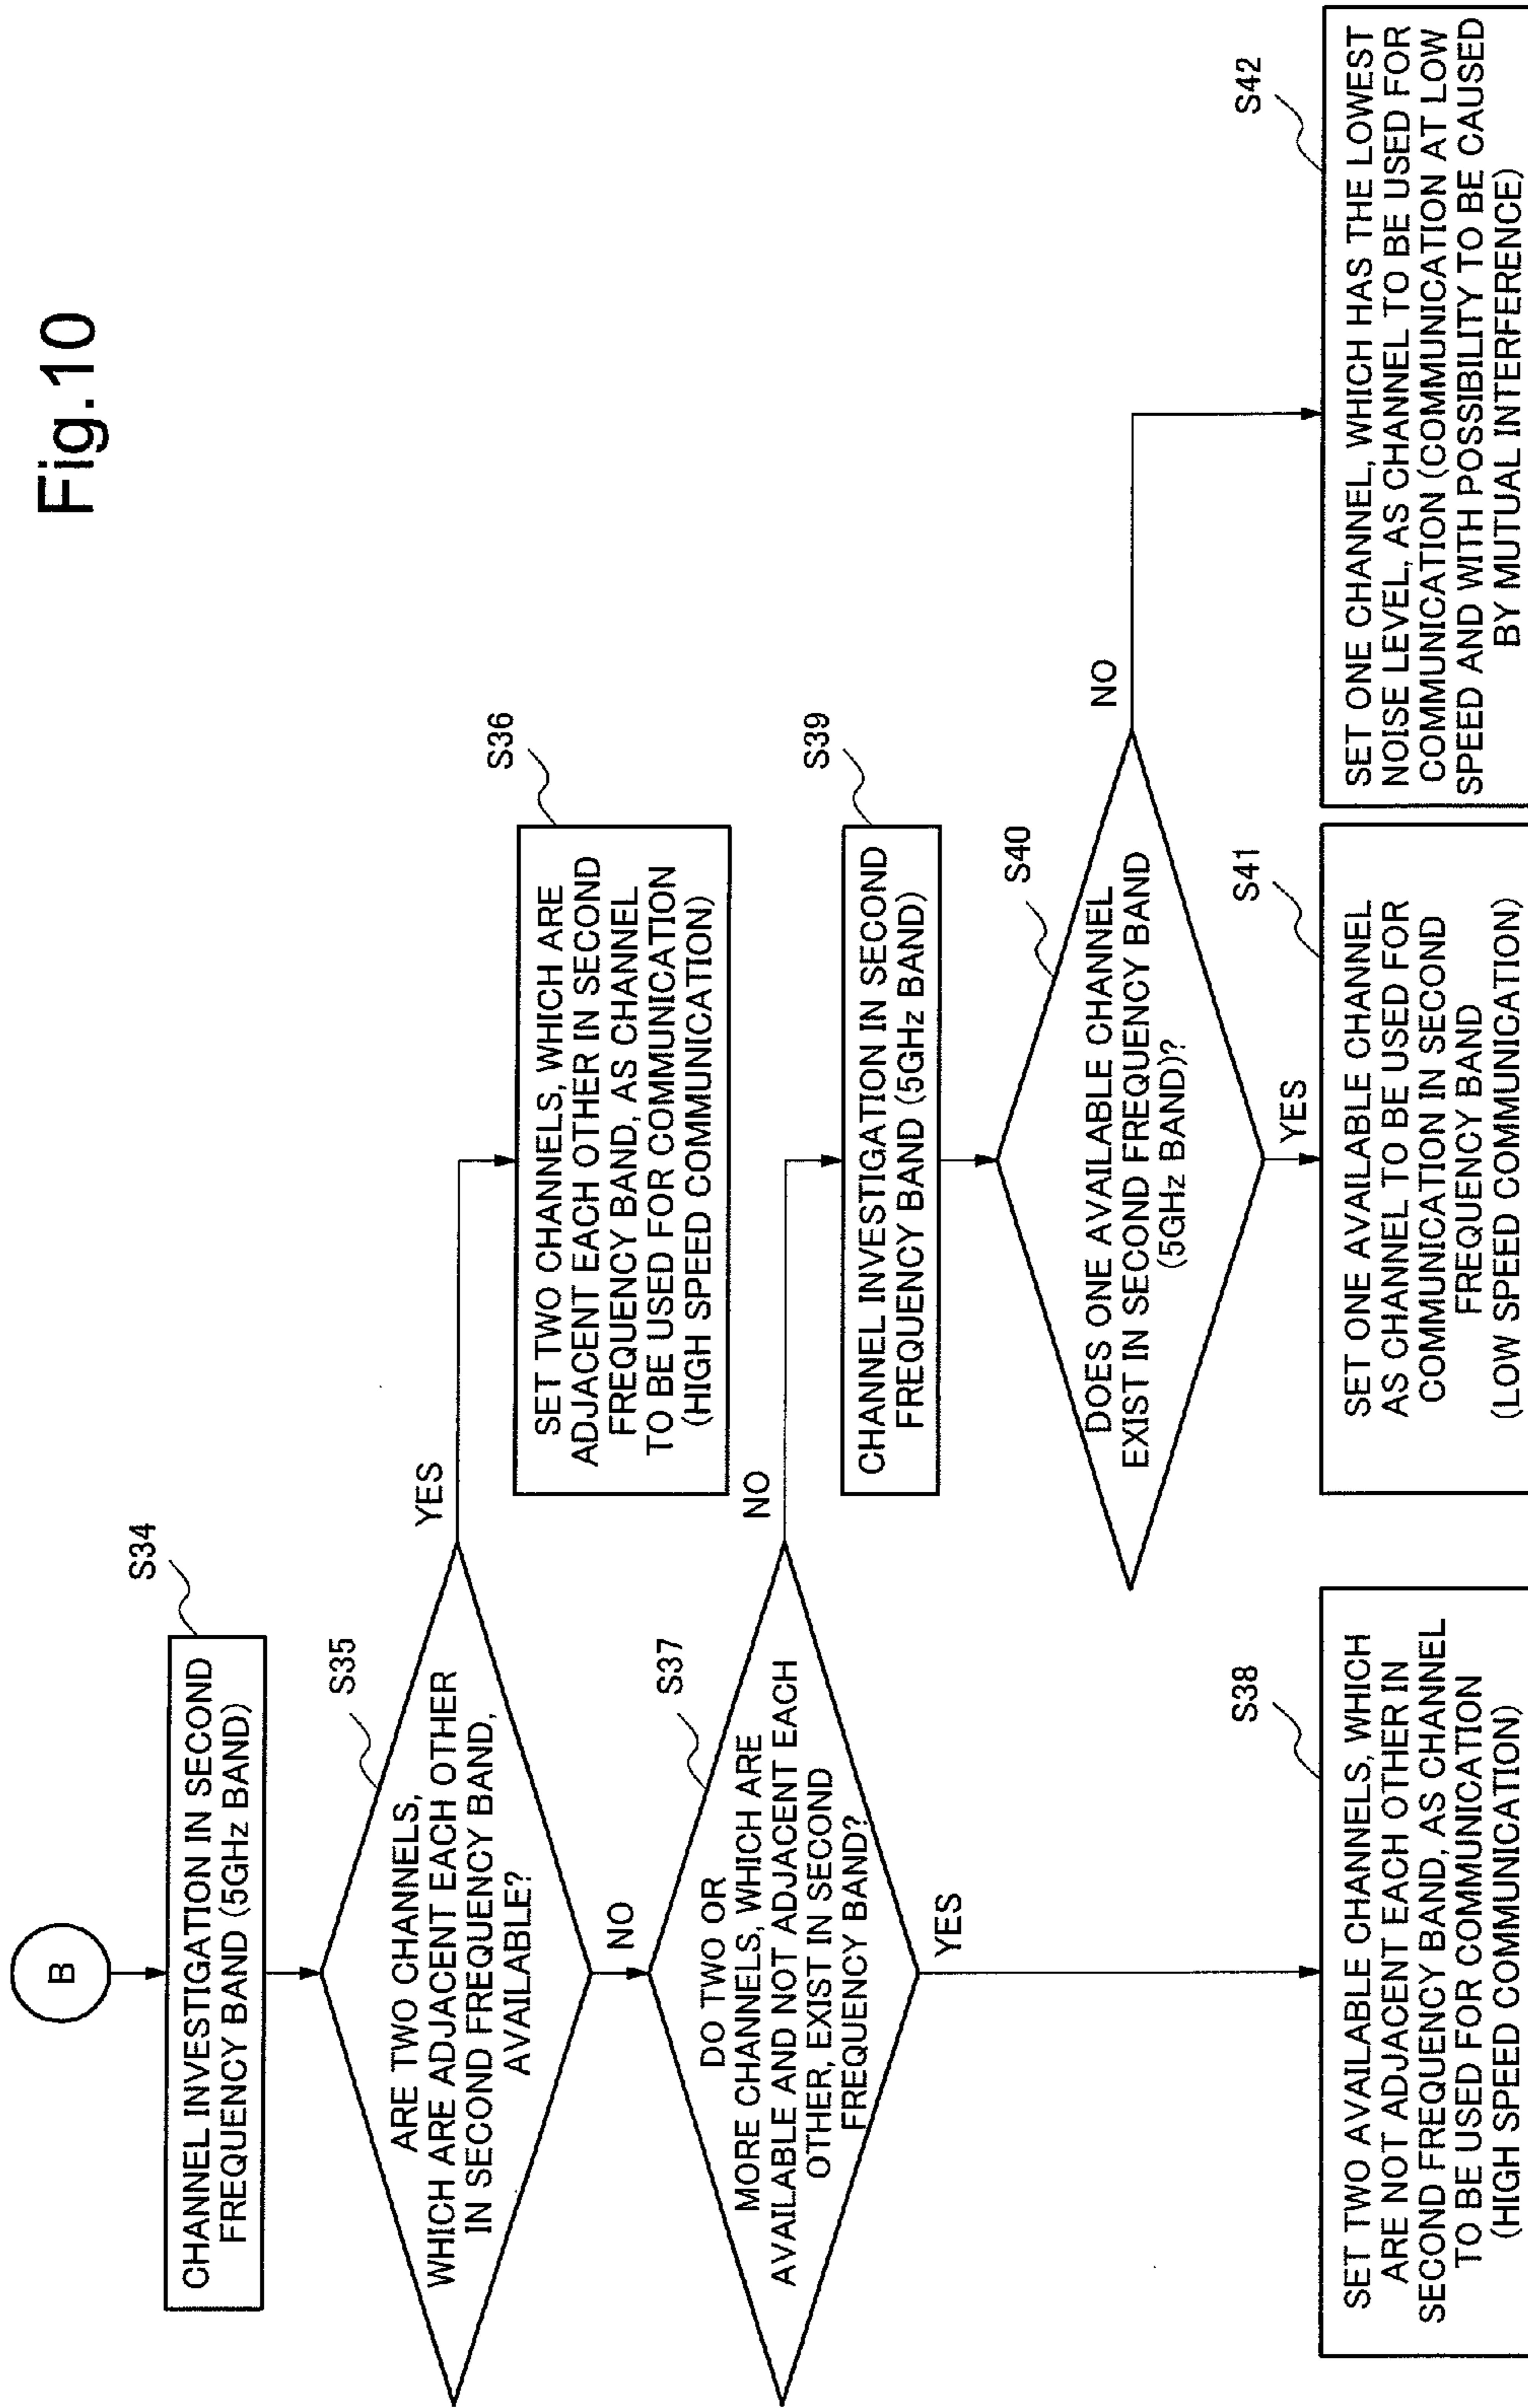 Fig.10
B
S34
CHANNEL INVESTIGATION IN SECOND
FREQUENCY BAND (5GHz BAND)
S35
ARE TWO CHANNELS,
WHICH ARE ADJACENT EACH OTHER
IN SECOND FREQUENCY BAND,
AVAILABLE?
YES
NO
S36
SET TWO CHANNELS, WHICH ARE
ADJACENT EACH OTHER IN SECOND
FREQUENCY BAND, AS CHANNEL
TO BE USED FOR COMMUNICATION
(HIGH SPEED COMMUNICATION)
S37
DO TWO OR
MORE CHANNELS, WHICH ARE
AVAILABLE AND NOT ADJACENT EACH
OTHER, EXIST IN SECOND
FREQUENCY BAND?
NO
YES
S38
SET TWO AVAILABLE CHANNELS, WHICH
ARE NOT ADJACENT EACH OTHER IN
SECOND FREQUENCY BAND, AS CHANNEL
TO BE USED FOR COMMUNICATION
(HIGH SPEED COMMUNICATION)
S39
CHANNEL INVESTIGATION IN SECOND
FREQUENCY BAND (5GHz BAND)
S40
DOES ONE AVAILABLE CHANNEL
EXIST IN SECOND FREQUENCY BAND
(5GHz BAND)?
NO
YES
S41
SET ONE AVAILABLE CHANNEL
AS CHANNEL TO BE USED FOR
COMMUNICATION IN SECOND
FREQUENCY BAND
(LOW SPEED COMMUNICATION)
S42
SET ONE CHANNEL, WHICH HAS THE LOWEST
NOISE LEVEL, AS CHANNEL TO BE USED FOR
COMMUNICATION (COMMUNICATION AT LOW
SPEED AND WITH POSSIBILITY TO BE CAUSED
BY MUTUAL INTERFERENCE)